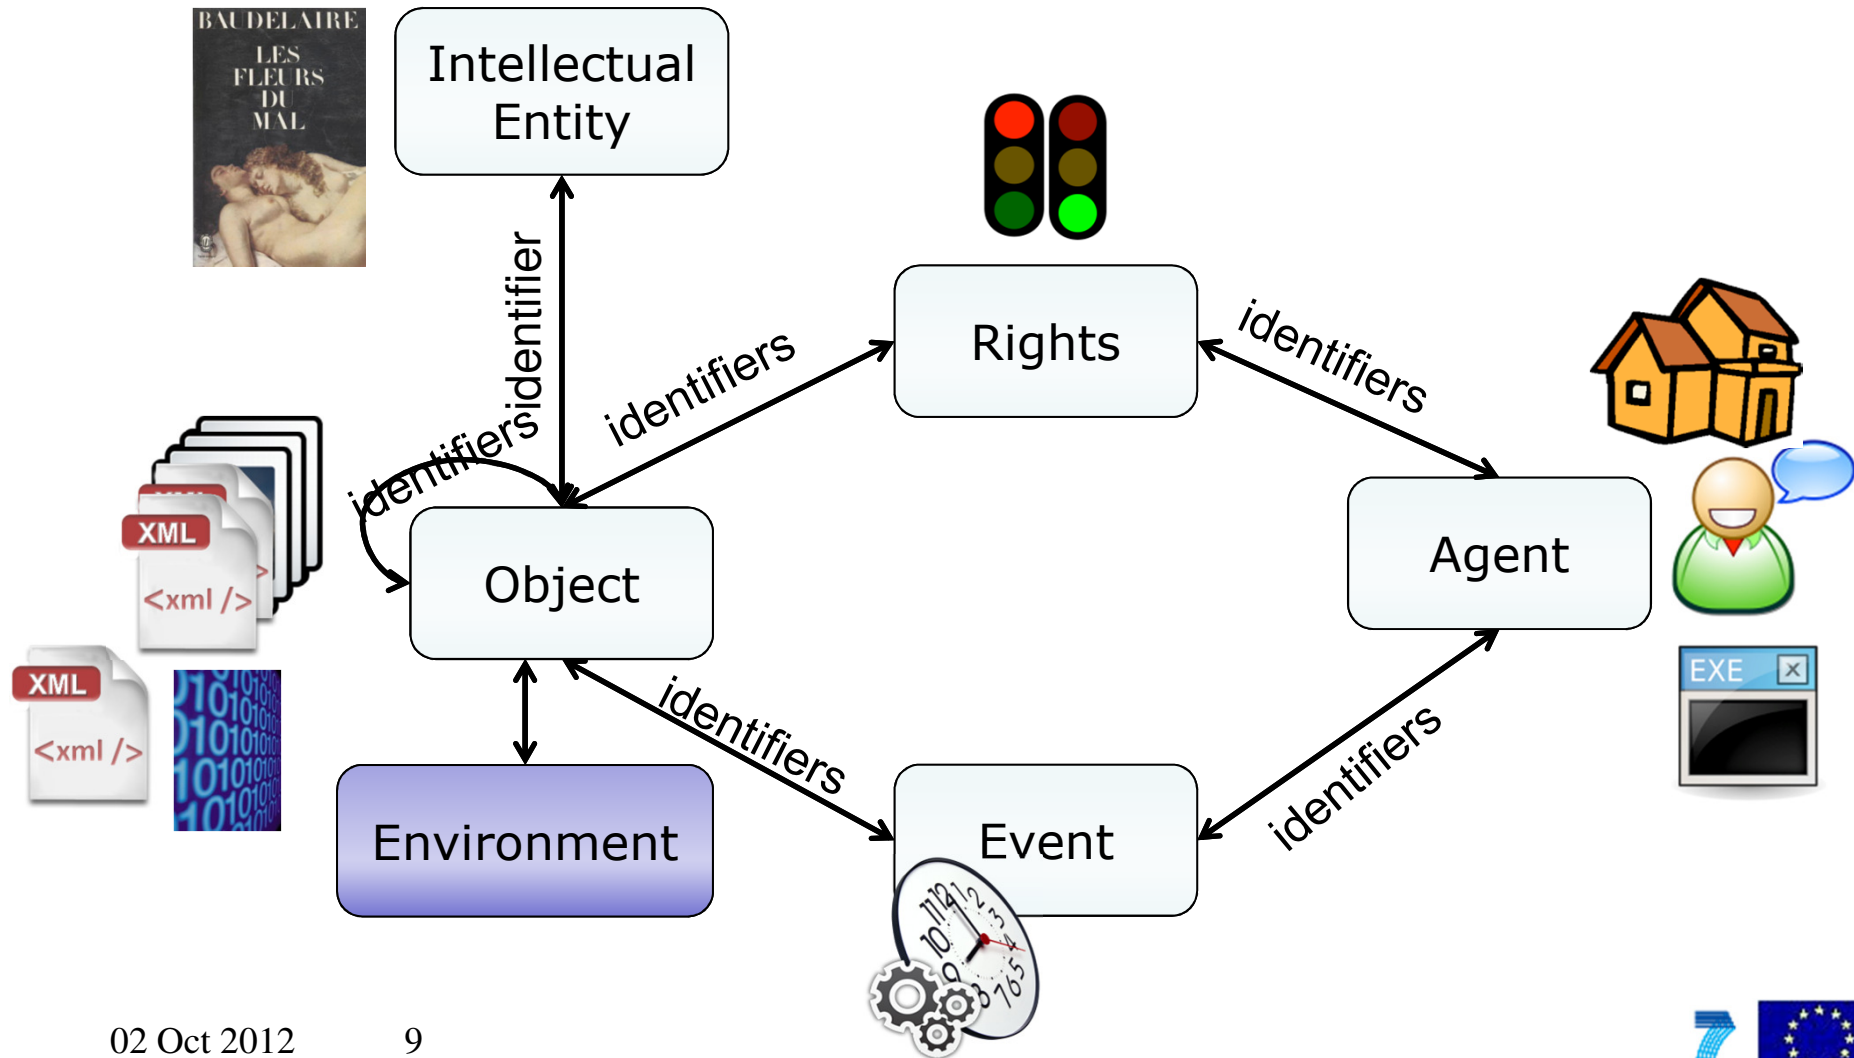 BAUDELAIRE
LES
FLEURS
DU
MAL
Intellectual
Entity
identifier
identifiers
identifiers
Rights
identifiers
XML
<xml />
XML
<xml />
Object
Agent
EXE
identifiers
identifiers
Environment
Event
02 Oct 2012
9
7